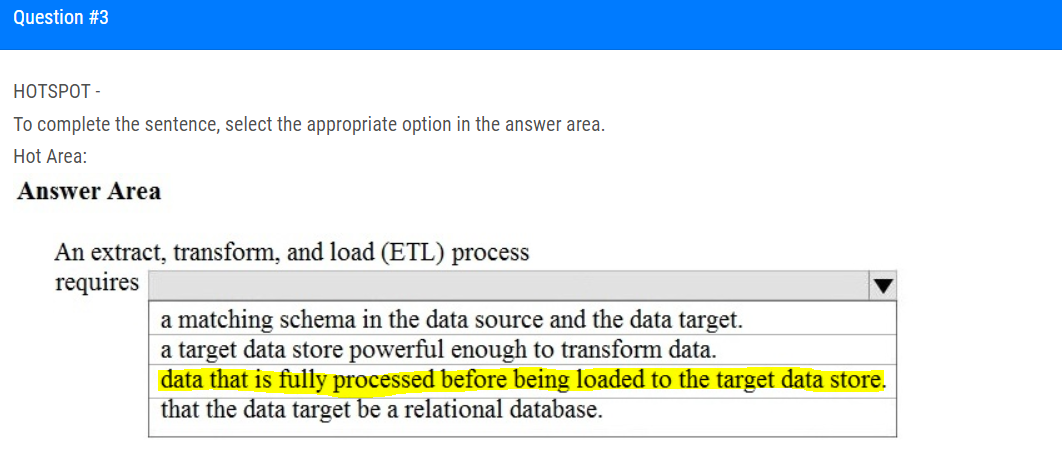 Question #3
HOTSPOT -
To complete the sentence, select the appropriate option in the answer area.
Hot Area:
Answer Area
An extract, transform, and load (ETL) process
requires
a matching schema in the data source and the data target.
a target data store powerful enough to transform data.
data that is fully processed before being loaded to the target data store.
that the data target be a relational database.